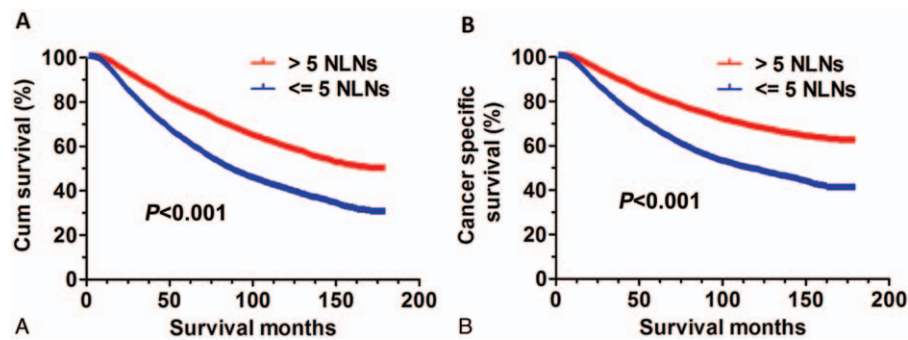 A
Cum survival (%)
100
80
60
40
20
0
> 5 NLNs
<= 5 NLNs
P<0.001
0 50 100 150 200
Survival months
A
B
Cancer specific
survival (%)
100
80
60
40
20
0
> 5 NLNs
<= 5 NLNs
P<0.001
0 50 100 150 200
Survival months
B